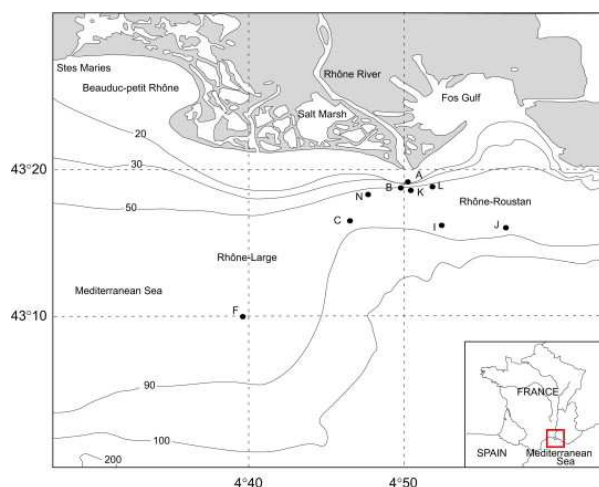 Stes Maries
Beauduc-petit Rhône
Rhône River
Fos Gulf
Salt Marsh
20
43°20
30
A
B
K
L
N
50
Rhône-Roustan
C
I
J
Rhône-Large
Mediterranean Sea
F
43°10
90
FRANCE
100
SPAIN
Mediterranean
Sea
200
4°40
4°50